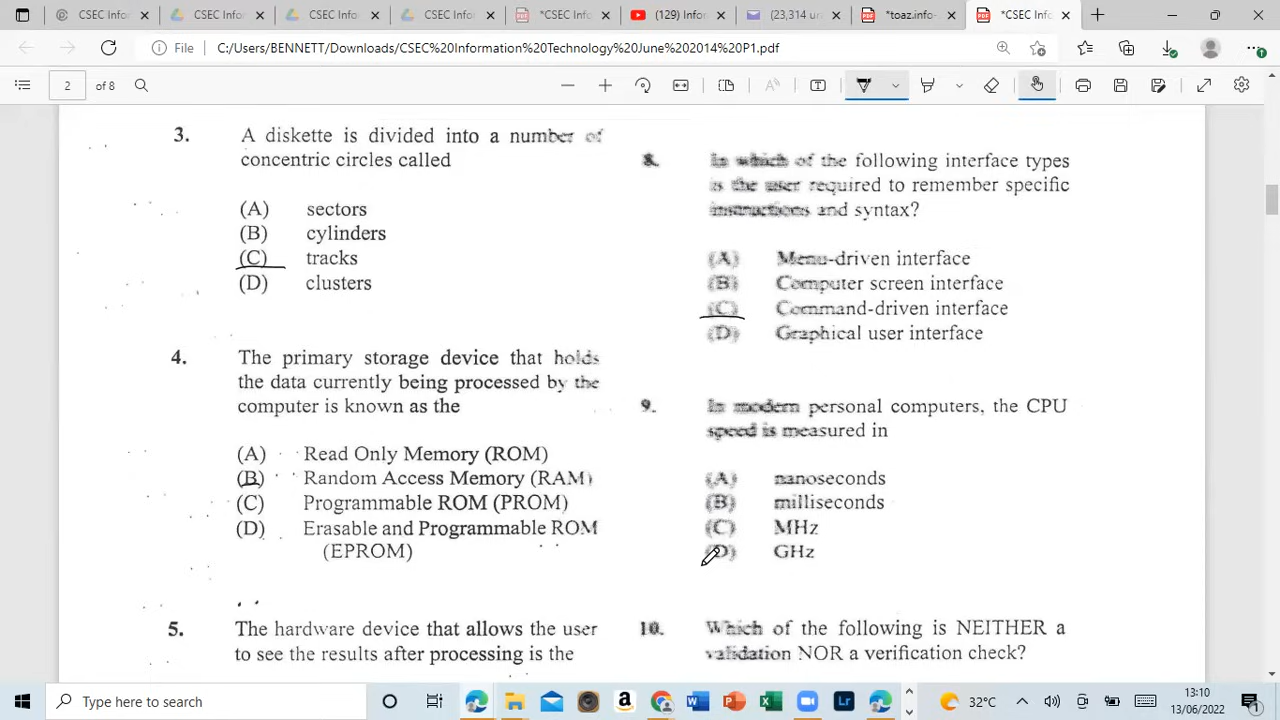 CSEC Info
CSEC Info
CSEC Info
CSEC Info
*CSEC Info
(129) Infor
(23,314 un
*toaz.info-
*CSEC Info
File
C:/Users/BENNETT/Downloads/CSEC%20Information%20Technology%20June%202014%20P1.pdf
2 of 8
3. A diskette is divided into a number of
concentric circles called
(A) sectors
(B) cylinders
(C) tracks
(D) clusters
4. The primary storage device that holds
the data currently being processed by the
computer is known as the
(A) Read Only Memory (ROM)
(B) Random Access Memory (RAM)
(C) Programmable ROM (PROM)
(D) Erasable and Programmable ROM
(EPROM)
5. The hardware device that allows the user
to see the results after processing is the
8. In which of the following interface types
is the user required to remember specific
instructions and syntax?
(A) Menu-driven interface
(B) Computer screen interface
(C) Command-driven interface
(D) Graphical user interface
9. In modern personal computers, the CPU
speed is measured in
(A) nanoseconds
(B) milliseconds
(C) MHz
(D) GHz
10. Which of the following is NEITHER a
validation NOR a verification check?
Type here to search
32°C
13:10
13/06/2022